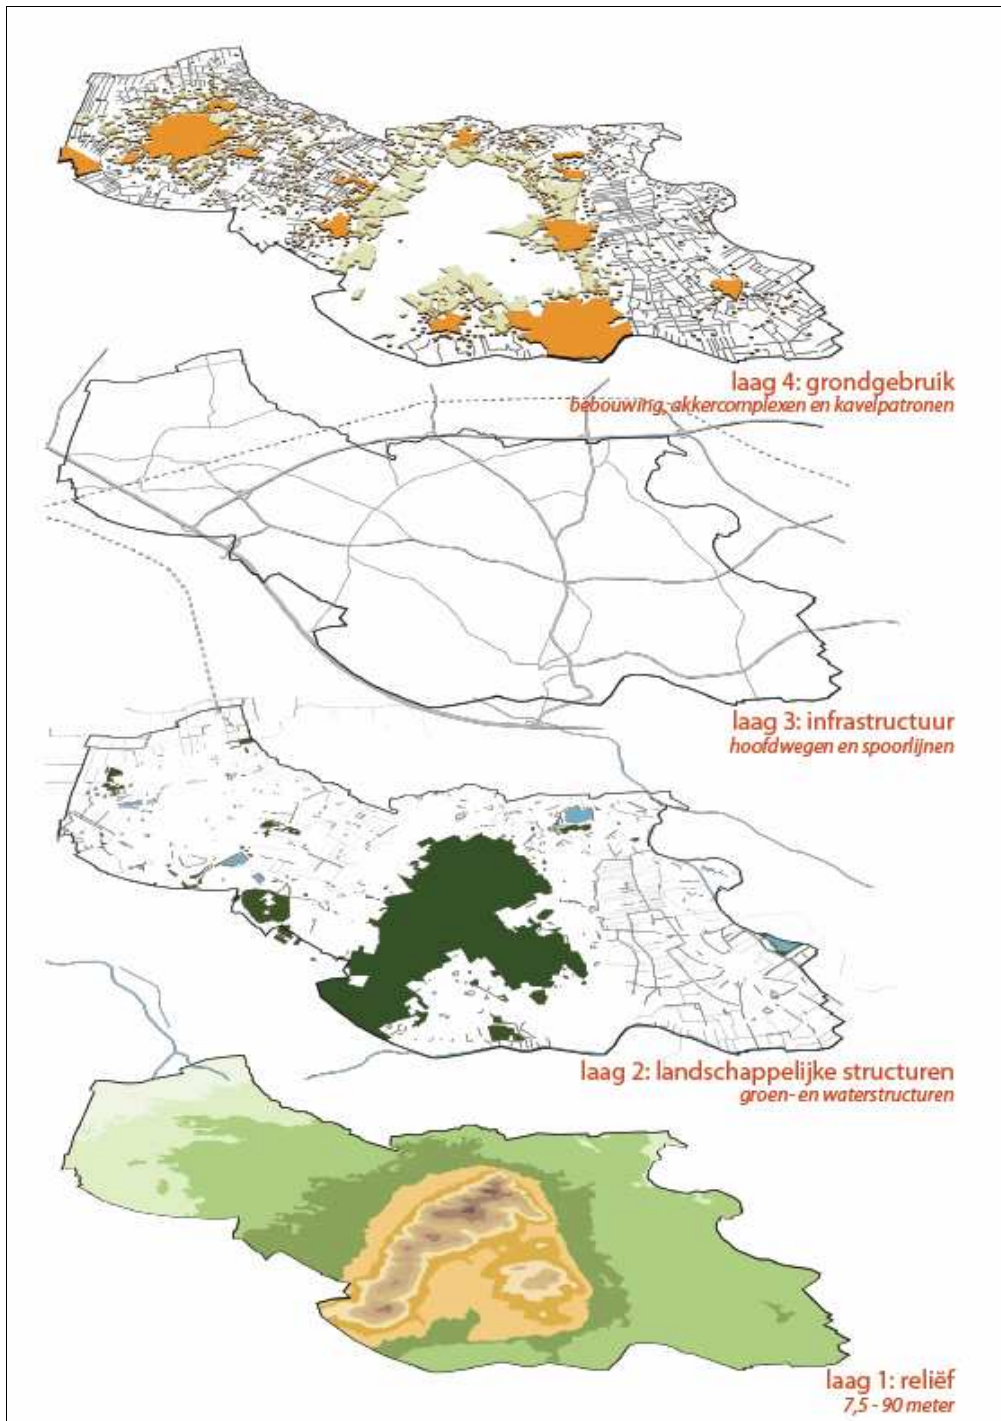 laag 4: grondgebruik
bebouwing, akkercomplexen en kavelpatronen
laag 3: infrastructuur
hoofdwegen en spoorlijnen
laag 2: landschappelijke structuren
groen- en waterstructuren
laag 1: reliëf
7,5 - 90 meter